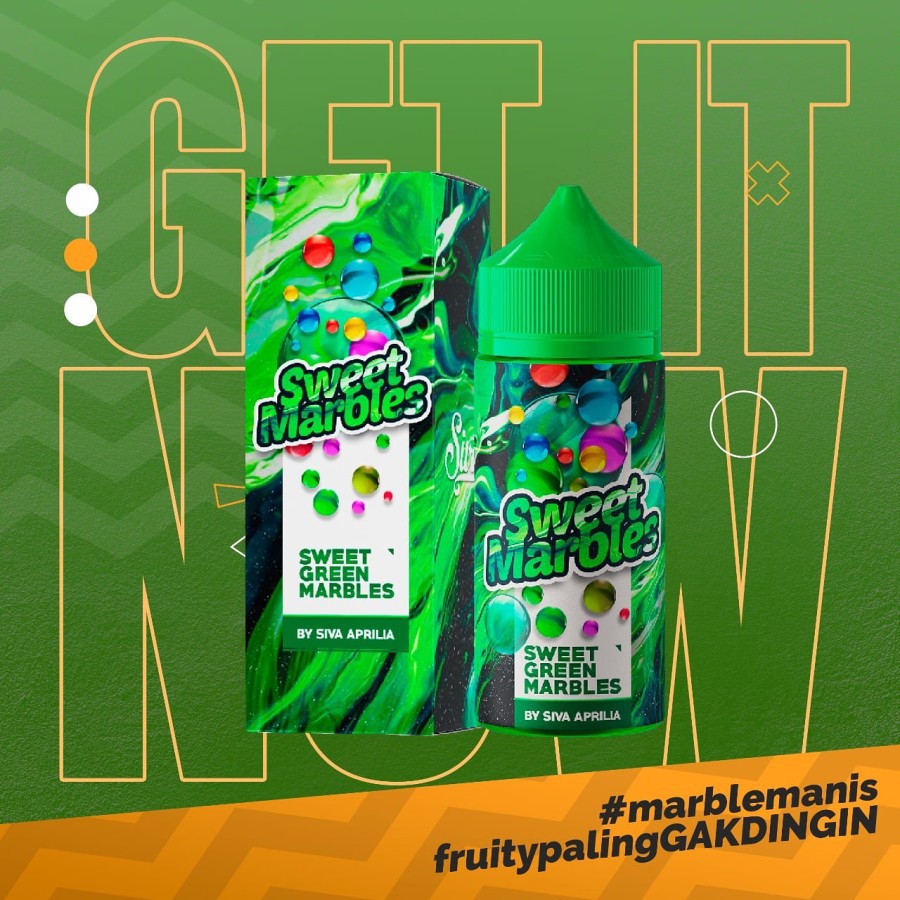 GET IT
NOW
Sweet
Marbles
SWEET
GREEN
MARBLES
BY SIVA APRILIA
Sweet
Marbles
SWEET
GREEN
MARBLES
BY SIVA APRILIA
#marblemanis
fruitypalingGAKDINGIN